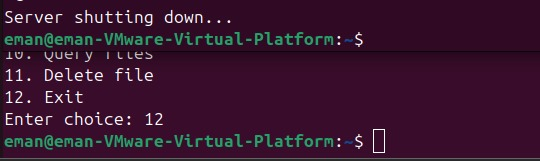 Server shutting down...
eman@eman-VMware-Virtual-Platform:~$
10. Query files
11. Delete file
12. Exit
Enter choice: 12
eman@eman-VMware-Virtual-Platform:~$